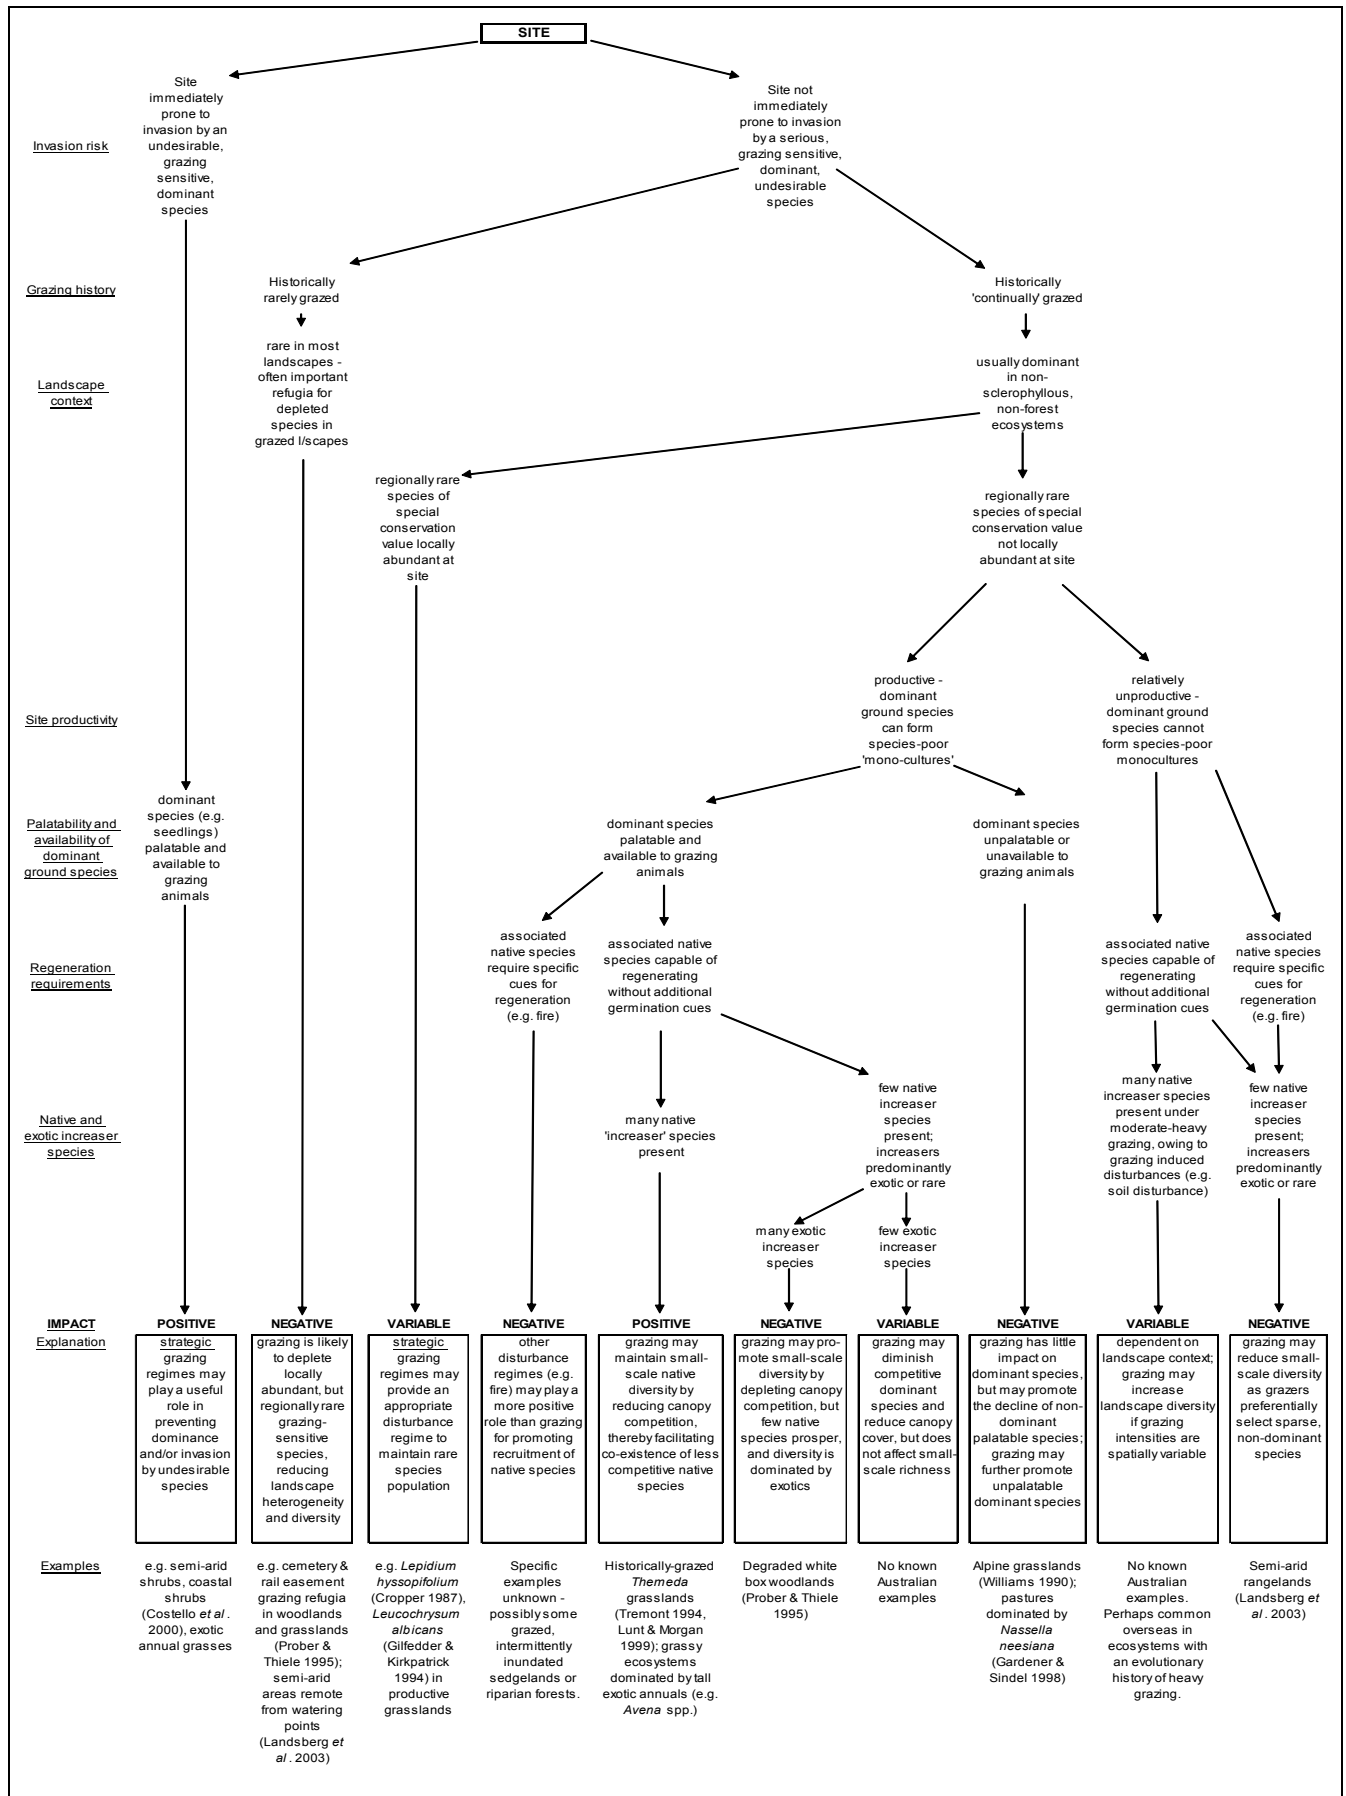 SITE
Site
immediately
prone to
invasion by an
undesirable,
grazing
sensitive,
dominant
species
Site not
immediately
prone to invasion
by a serious,
grazing sensitive,
dominant,
undesirable
species
Invasion risk
Grazing history
Historically
rarely grazed
Historically
'continually' grazed
Landscape
context
rare in most
landscapes -
often important
refugia for
depleted
species in
grazed l/scapes
usually dominant
in non-
sclerophyllous,
non-forest
ecosystems
regionally rare
species of
special
conservation
value locally
abundant at
site
regionally rare
species of special
conservation value
not locally
abundant at site
Site productivity
productive -
dominant
ground species
can form
species-poor
'mono-cultures'
relatively
unproductive -
dominant ground
species cannot
form species-poor
monocultures
Palatability and
availability of
dominant
ground species
dominant
species (e.g.
seedlings)
palatable and
available to
grazing
animals
dominant species
palatable and
available to grazing
animals
dominant species
unpalatable or
unavailable to
grazing animals
Regeneration
requirements
associated
native species
require specific
cues for
regeneration
(e.g. fire)
associated native
species capable of
regenerating
without additional
germination cues
associated native
species capable of
regenerating
without additional
germination cues
associated
native species
require specific
cues for
regeneration
(e.g. fire)
Native and
exotic increaser
species
many native
'increaser' species
present
few native
increaser
species
present;
increasers
predominantly
exotic or rare
many native
increaser species
present under
moderate-heavy
grazing, owing to
grazing induced
disturbances (e.g.
soil disturbance)
few native
increaser
species
present;
increasers
predominantly
exotic or rare
many exotic
increaser
species
few exotic
increaser
species
IMPACT
POSITIVE
NEGATIVE
VARIABLE
NEGATIVE
POSITIVE
NEGATIVE
VARIABLE
NEGATIVE
VARIABLE
NEGATIVE
Explanation
strategic
grazing
regimes may
play a useful
role in
preventing
dominance
and/or invasion
by undesirable
species
grazing is likely
to deplete
locally
abundant, but
regionally rare
grazing-
sensitive
species,
reducing
landscape
heterogeneity
and diversity
strategic
grazing
regimes may
provide an
appropriate
disturbance
regime to
maintain rare
species
population
other
disturbance
regimes (e.g.
fire) may play a
more positive
role than grazing
for promoting
recruitment of
native species
grazing may
maintain small-
scale native
diversity by
reducing canopy
competition,
thereby facilitating
co-existence of less
competitive native
species
grazing may pro-
mote small-scale
diversity by
depleting canopy
competition, but
few native
species prosper,
and diversity is
dominated by
exotics
grazing may
diminish
competitive
dominant
species and
reduce canopy
cover, but does
not affect small-
scale richness
grazing has little
impact on
dominant species,
but may promote
the decline of non-
dominant
palatable species;
grazing may
further promote
unpalatable
dominant species
dependent on
landscape context;
grazing may
increase
landscape diversity
if grazing
intensities are
spatially variable
grazing may
reduce small-
scale diversity
as grazers
preferentially
select sparse,
non-dominant
species
Examples
e.g. semi-arid
shrubs, coastal
shrubs
(Costello et al .
2000), exotic
annual grasses
e.g. cemetery &
rail easement
grazing refugia
in woodlands
and grasslands
(Prober &
Thiele 1995);
semi-arid
areas remote
from watering
points
(Landsberg et
al . 2003)
e.g. Lepidium
hyssopifolium
(Cropper 1987),
Leucochrysum
albicans
(Gilfedder &
Kirkpatrick
1994) in
productive
grasslands
Specific
examples
unknown -
possibly some
grazed,
intermittently
inundated
sedgelands or
riparian forests.
Historically-grazed
Themeda
grasslands
(Tremont 1994,
Lunt & Morgan
1999); grassy
ecosystems
dominated by tall
exotic annuals (e.g.
Avena spp.)
Degraded white
box woodlands
(Prober & Thiele
1995)
No known
Australian
examples
Alpine grasslands
(Williams 1990);
pastures
dominated by
Nassella
neesiana
(Gardener &
Sindel 1998)
No known
Australian
examples.
Perhaps common
overseas in
ecosystems with
an evolutionary
history of heavy
grazing.
Semi-arid
rangelands
(Landsberg et
al . 2003)